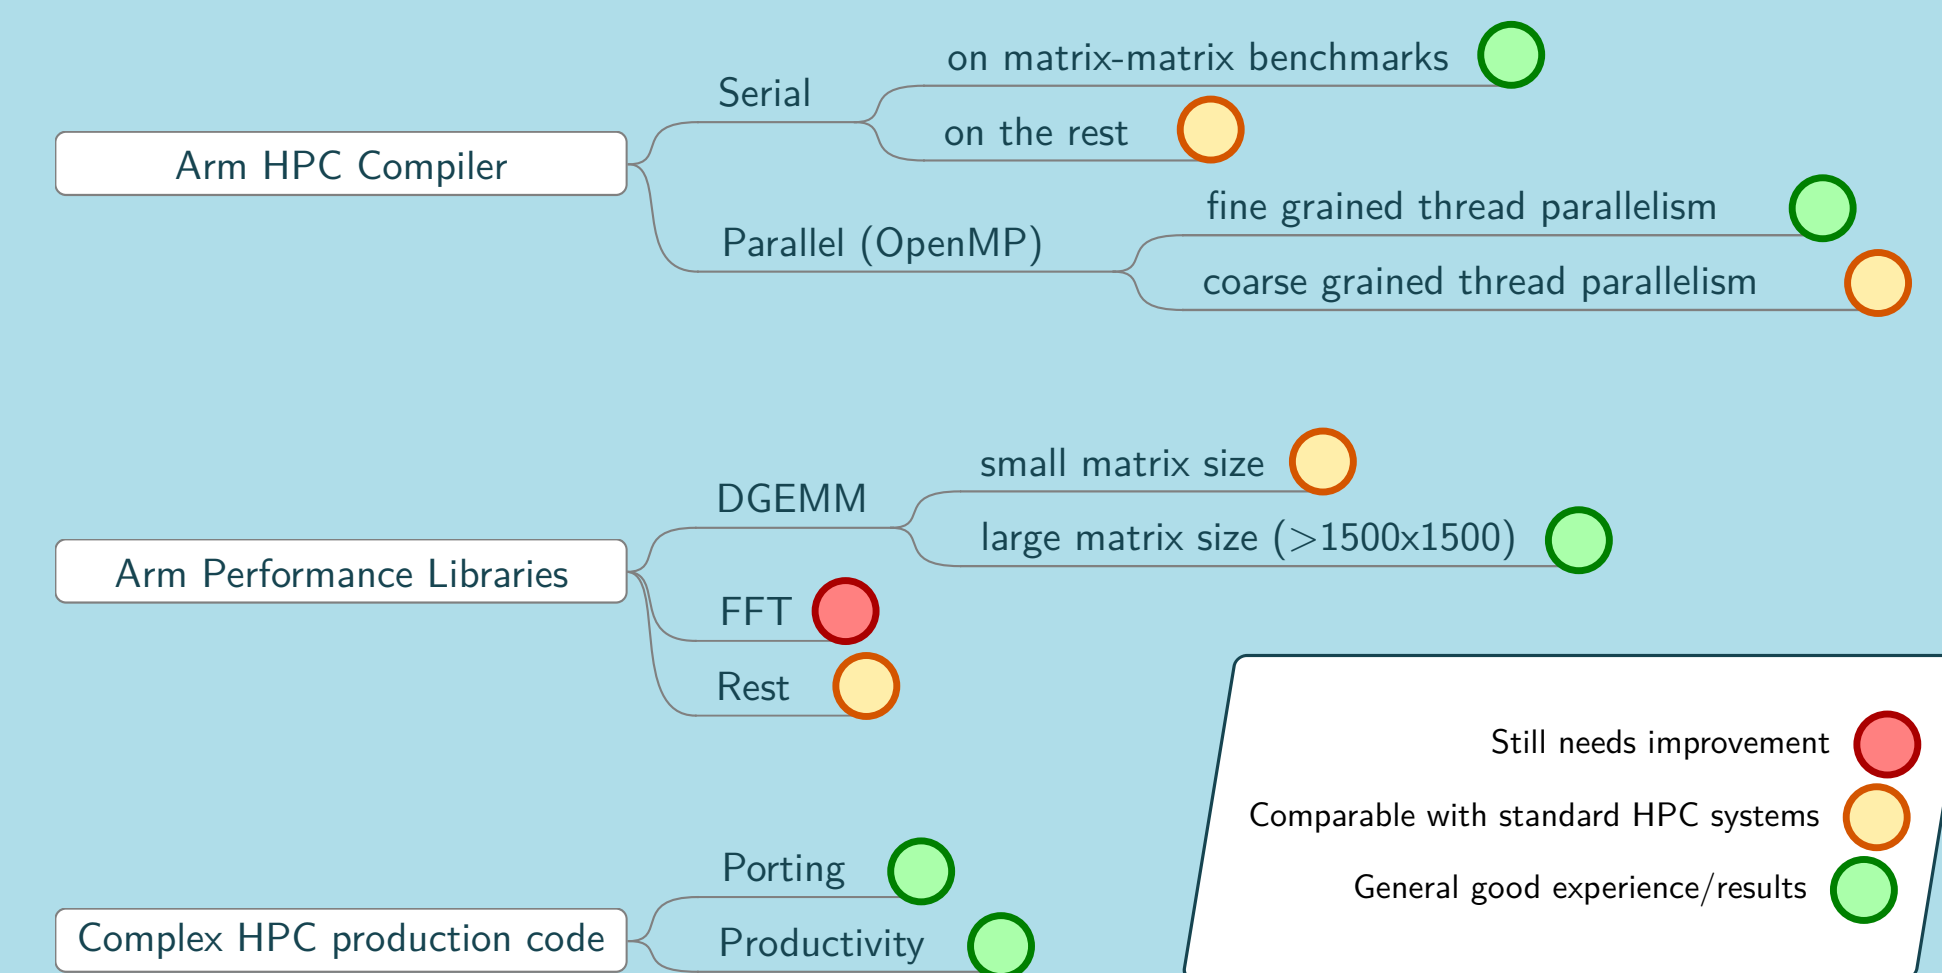 Arm HPC Compiler
Serial
on matrix-matrix benchmarks
on the rest
Parallel (OpenMP)
fine grained thread parallelism
coarse grained thread parallelism
Arm Performance Libraries
DGEMM
small matrix size
large matrix size (>1500x1500)
FFT
Rest
Complex HPC production code
Porting
Productivity
Still needs improvement
Comparable with standard HPC systems
General good experience/results